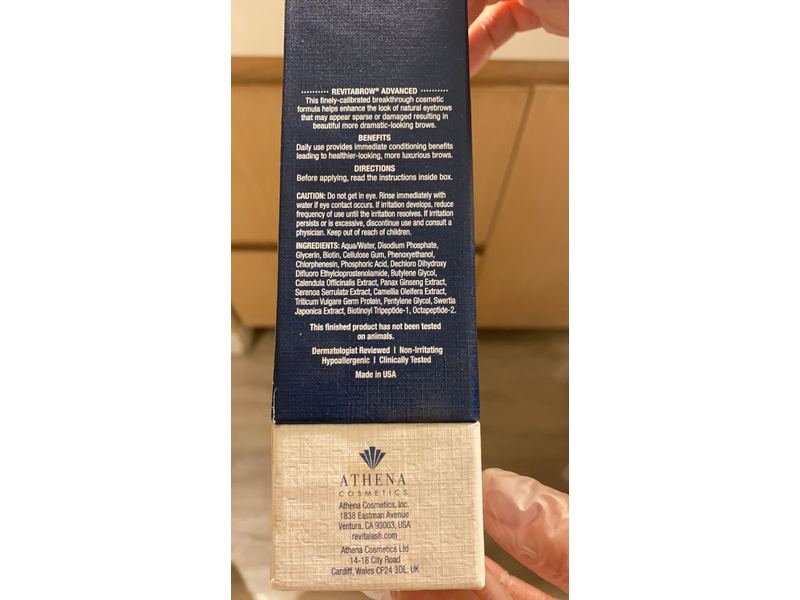 REVITABROW® ADVANCED
This finely-calibrated breakthrough cosmetic
formula helps enhance the look of natural eyebrows
that may appear sparse or damaged resulting in
beautiful more dramatic-looking brows.
BENEFITS
Daily use provides immediate conditioning benefits
leading to healthier-looking, more luxurious brows.
DIRECTIONS
Before applying, read the instructions inside box.
CAUTION: Do not get in eye. Rinse immediately with
water if eye contact occurs. If irritation develops, reduce
frequency of use until the irritation resolves. If irritation
persists or is excessive, discontinue use and consult a
physician. Keep out of reach of children.
INGREDIENTS: Aqua/Water, Disodium Phosphate,
Glycerin, Biotin, Cellulose Gum, Phenoxyethanol,
Chlorphenesin, Phosphoric Acid, Dechloro Dihydroxy
Difluoro Ethylcloprostenolamide, Butylene Glycol,
Calendula Officinalis Extract, Panax Ginseng Extract,
Serenoa Serrulata Extract, Camellia Oleifera Extract,
Triticum Vulgare Germ Protein, Pentylene Glycol, Swertia
Japonica Extract, Biotinoyl Tripeptide-1, Octapeptide-2.
This finished product has not been tested
on animals.
Dermatologist Reviewed | Non-Irritating
Hypoallergenic | Clinically Tested
Made in USA
ATHENA
COSMETICS
Athena Cosmetics, Inc.
1838 Eastman Avenue
Ventura, CA 93003, USA
revitalash.com
Athena Cosmetics Ltd
14-18 City Road
Cardiff, Wales CF24 3DL, UK